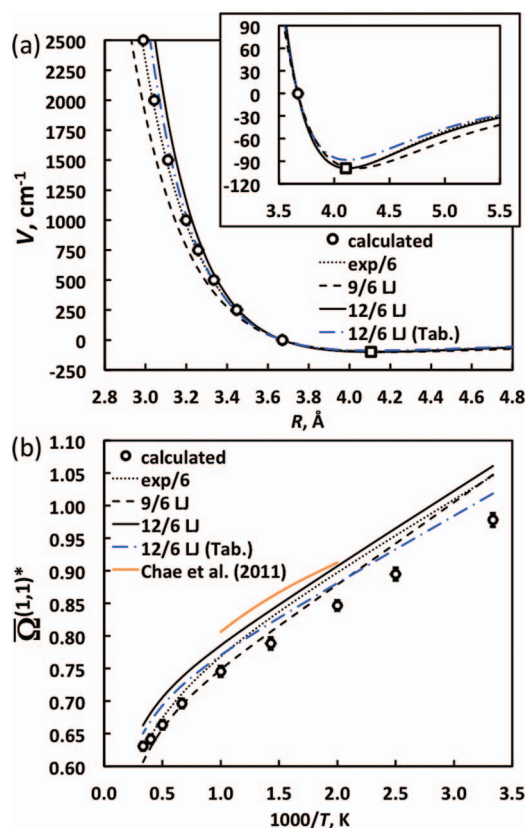 (a)
2500
2250
2000
1750
1500
1250
1000
750
500
250
0
-250
V, cm⁻¹
2.8 3.0 3.2 3.4 3.6 3.8 4.0 4.2 4.4 4.6 4.8
R, Å
90
60
30
0
-30
-60
-90
-120
3.5 4.0 4.5 5.0 5.5
calculated
exp/6
9/6 LJ
12/6 LJ
12/6 LJ (Tab.)
(b)
1.10
1.05
1.00
0.95
0.90
0.85
0.80
0.75
0.70
0.65
0.60
Ω̅⁽¹,¹⁾*
calculated
exp/6
9/6 LJ
12/6 LJ
12/6 LJ (Tab.)
Chae et al. (2011)
0.0 0.5 1.0 1.5 2.0 2.5 3.0 3.5
1000/T, K